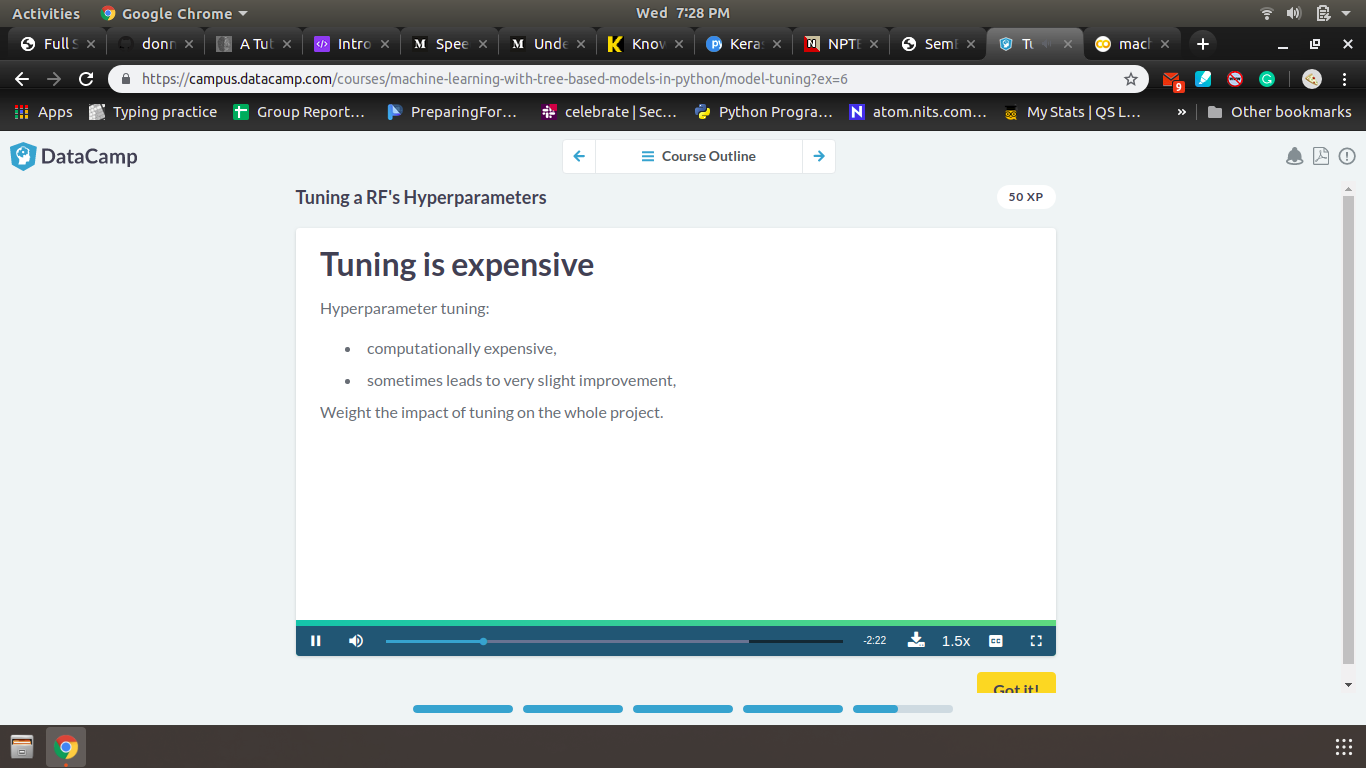 Activities Google Chrome Wed 7:28 PM
Full S donn A Tut Intro Spee Unde Know Keras NPTE SemE Tu mach
https://campus.datacamp.com/courses/machine-learning-with-tree-based-models-in-python/model-tuning?ex=6 9
Apps Typing practice Group Report... PreparingFor... celebrate | Sec... Python Progra... atom.nits.com... My Stats | QS L... » Other bookmarks
DataCamp Course Outline
Tuning a RF's Hyperparameters 50 XP
Tuning is expensive
Hyperparameter tuning:
• computationally expensive,
• sometimes leads to very slight improvement,
Weight the impact of tuning on the whole project.
-2:22 1.5x CC
Got it!